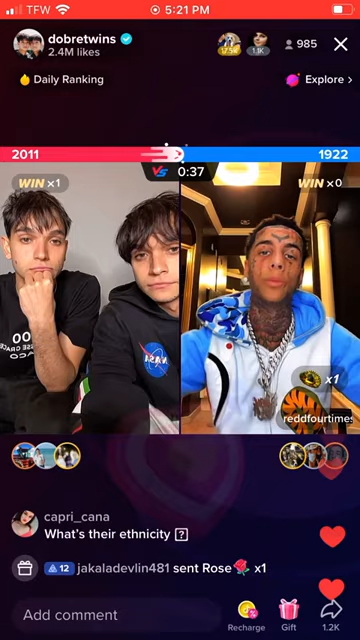 TFW
5:21 PM
dobretwins
2.4M likes
17.5K
1.1K
985
Daily Ranking
Explore >
2011
1922
VS
0:37
WIN x1
WIN x0
NASA
x1
reddfourtimes
capri_cana
What's their ethnicity ?
12 jakaladevlin481 sent Rose x1
Add comment
Recharge
Gift
1.2K